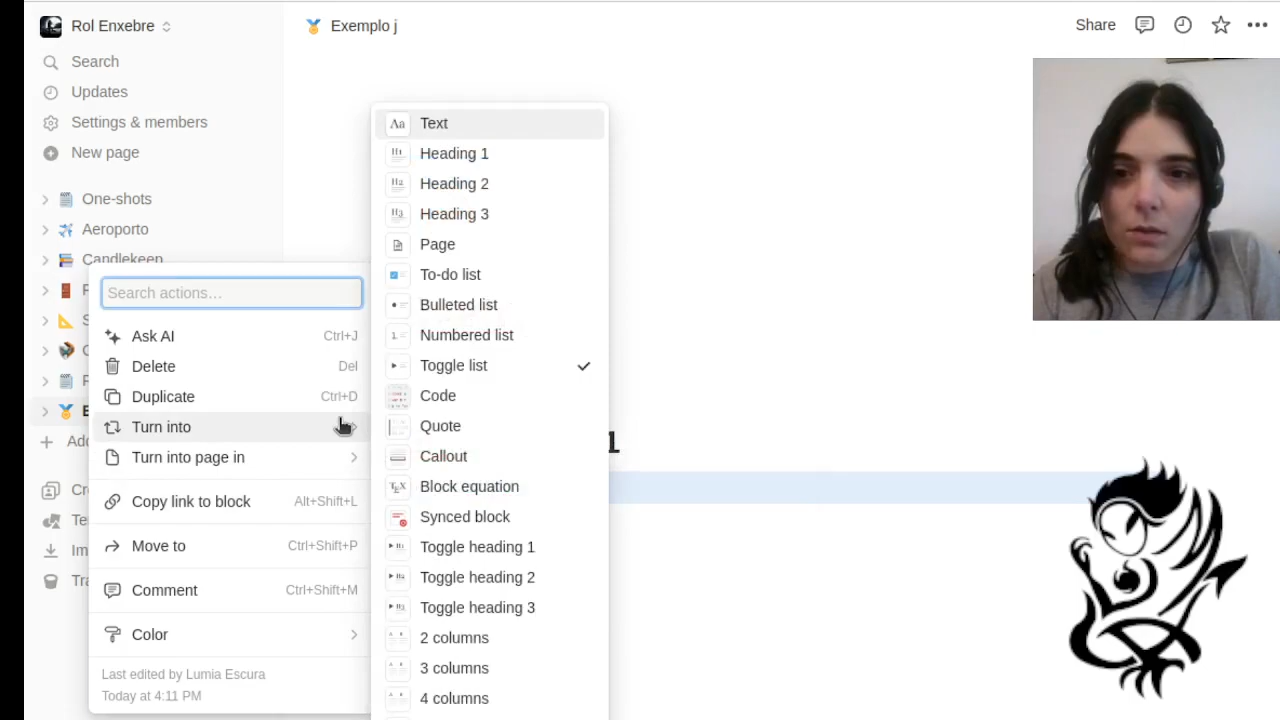 Rol Enxebre
Exemplo j
Share
Search
Updates
Settings & members
New page
One-shots
Aeroporto
Candlekeep
Search actions…
Ask AI Ctrl+J
Delete Del
Duplicate Ctrl+D
Turn into
Turn into page in
Copy link to block Alt+Shift+L
Move to Ctrl+Shift+P
Comment Ctrl+Shift+M
Color
Last edited by Lumia Escura
Today at 4:11 PM
Aa Text
Heading 1
Heading 2
Heading 3
Page
To-do list
Bulleted list
Numbered list
Toggle list
Code
Quote
Callout
Block equation
Synced block
Toggle heading 1
Toggle heading 2
Toggle heading 3
2 columns
3 columns
4 columns
1